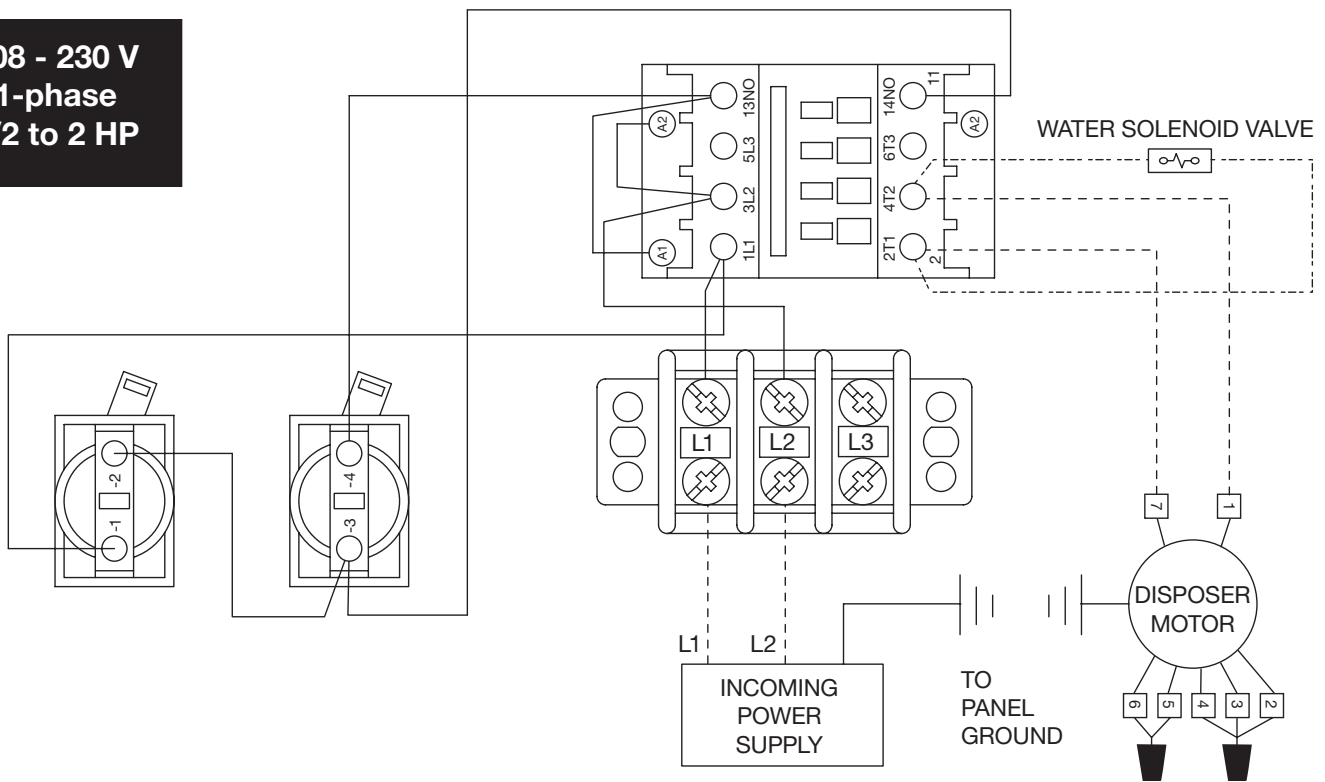 08 - 230 V
1-phase
/2 to 2 HP
13NO
5L3
3L2
1L1
A2
A1
14NO
11
6T3
4T2
2T1
2
A2
WATER SOLENOID VALVE
-2
-1
-4
-3
L1
L2
L3
7
1
DISPOSER
MOTOR
L1
L2
INCOMING
POWER
SUPPLY
TO
PANEL
GROUND
6
5
4
3
2